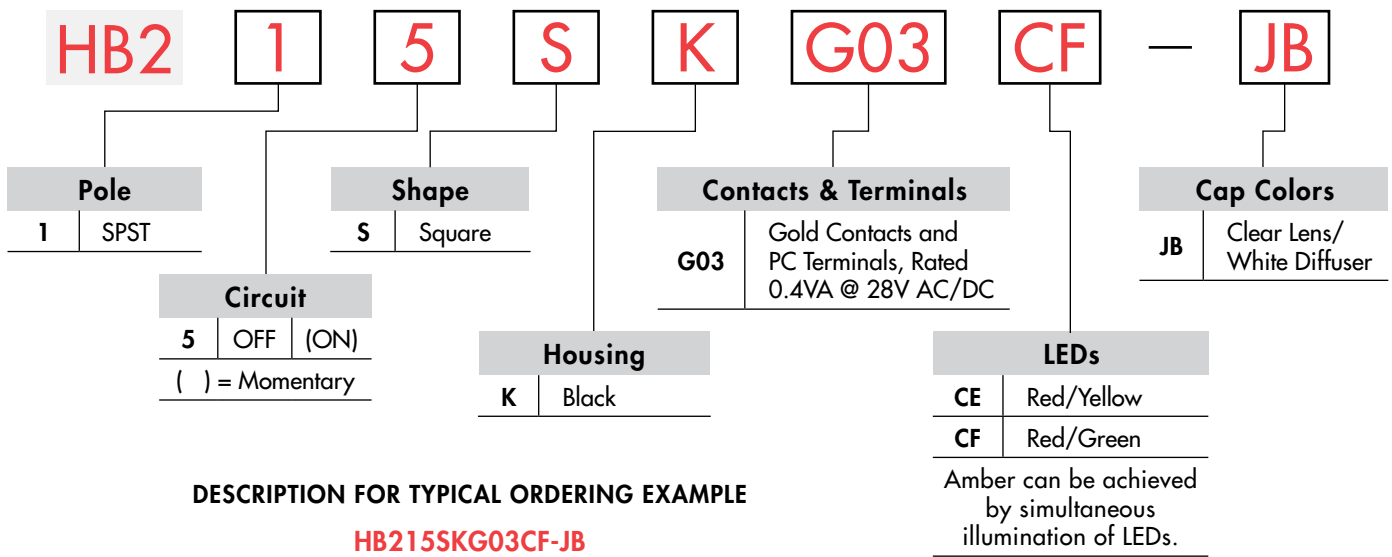 HB2 1 5 S K G03 CF — JB
Pole
1 SPST
Circuit
5 OFF (ON)
( ) = Momentary
Shape
S Square
Housing
K Black
Contacts & Terminals
G03
Gold Contacts and
PC Terminals, Rated
0.4VA @ 28V AC/DC
LEDs
CE Red/Yellow
CF Red/Green
Amber can be achieved
by simultaneous
illumination of LEDs.
Cap Colors
JB
Clear Lens/
White Diffuser
DESCRIPTION FOR TYPICAL ORDERING EXAMPLE
HB215SKG03CF-JB